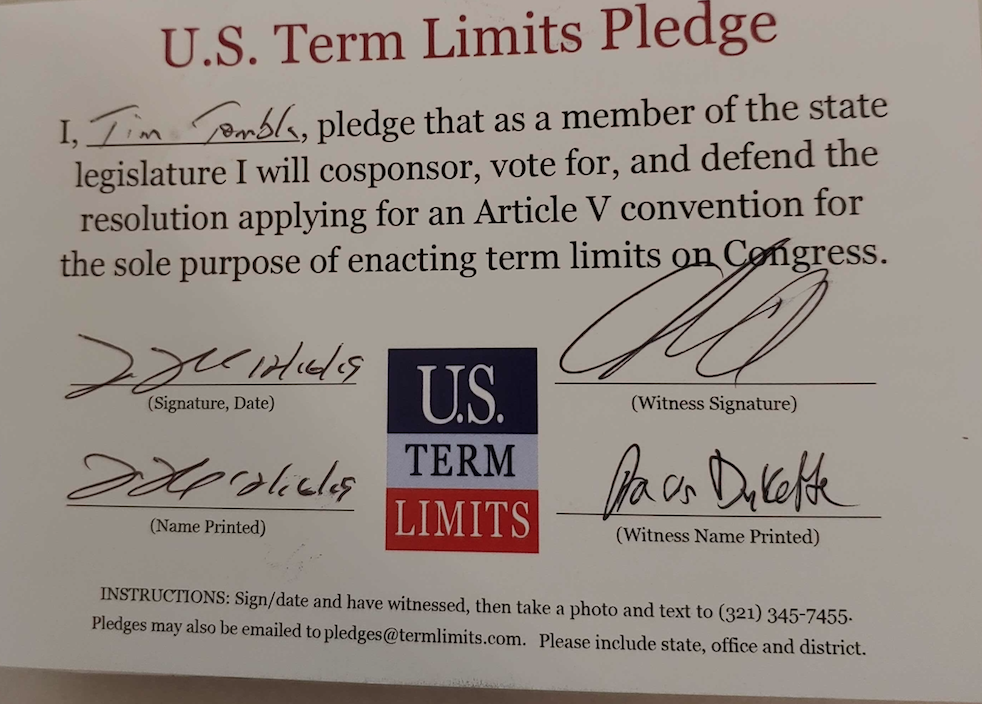 U.S. Term Limits Pledge
I, Tim , pledge that as a member of the state
legislature I will cosponsor, vote for, and defend the
resolution applying for an Article V convention for
the sole purpose of enacting term limits on Congress.
(Signature, Date)
(Witness Signature)
U.S.
TERM
LIMITS
Dykette
(Name Printed)
(Witness Name Printed)
INSTRUCTIONS: Sign/date and have witnessed, then take a photo and text to (321) 345-7455.
Pledges may also be emailed to pledges@termlimits.com. Please include state, office and district.